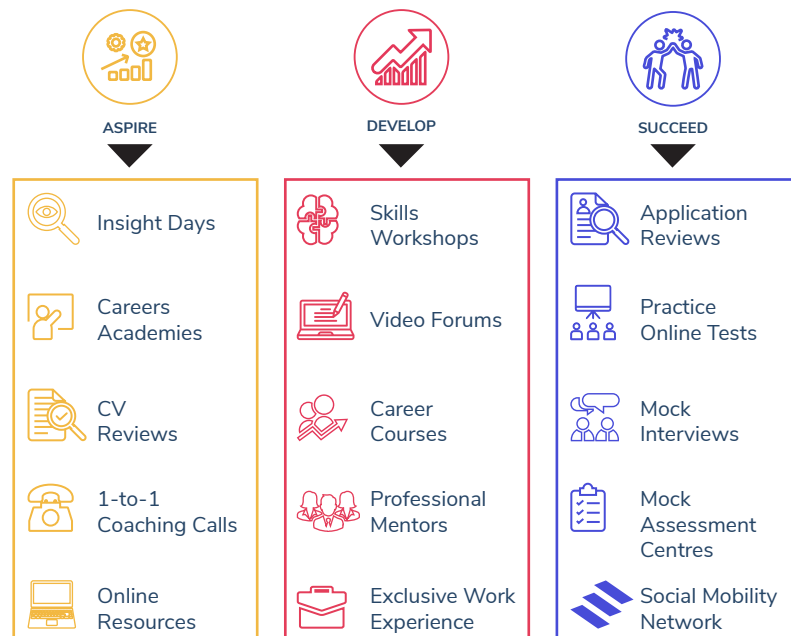 ASPIRE
Insight Days
Careers
Academies
CV
Reviews
1-to-1
Coaching Calls
Online
Resources
DEVELOP
Skills
Workshops
Video Forums
Career
Courses
Professional
Mentors
Exclusive Work
Experience
SUCCEED
Application
Reviews
Practice
Online Tests
Mock
Interviews
Mock
Assessment
Centres
Social Mobility
Network